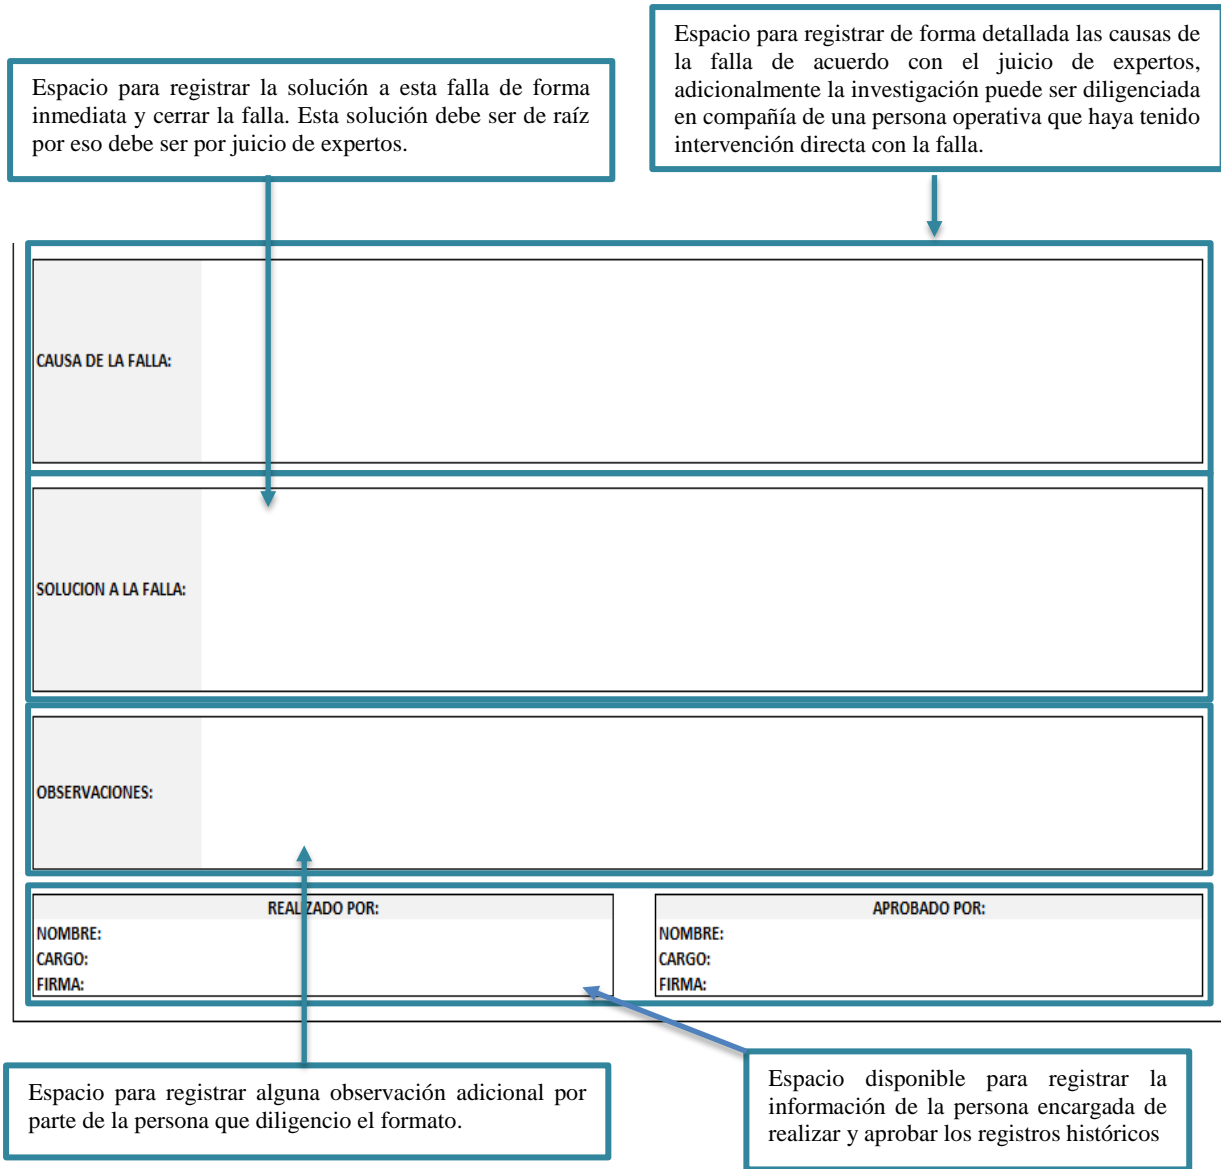 Espacio para registrar de forma detallada las causas de
la falla de acuerdo con el juicio de expertos,
adicionalmente la investigación puede ser diligenciada
en compañía de una persona operativa que haya tenido
intervención directa con la falla.
Espacio para registrar la solución a esta falla de forma
inmediata y cerrar la falla. Esta solución debe ser de raíz
por eso debe ser por juicio de expertos.
CAUSA DE LA FALLA:
SOLUCION A LA FALLA:
OBSERVACIONES:
REALIZADO POR:
NOMBRE:
CARGO:
FIRMA:
APROBADO POR:
NOMBRE:
CARGO:
FIRMA:
Espacio para registrar alguna observación adicional por
parte de la persona que diligencio el formato.
Espacio disponible para registrar la
información de la persona encargada de
realizar y aprobar los registros históricos